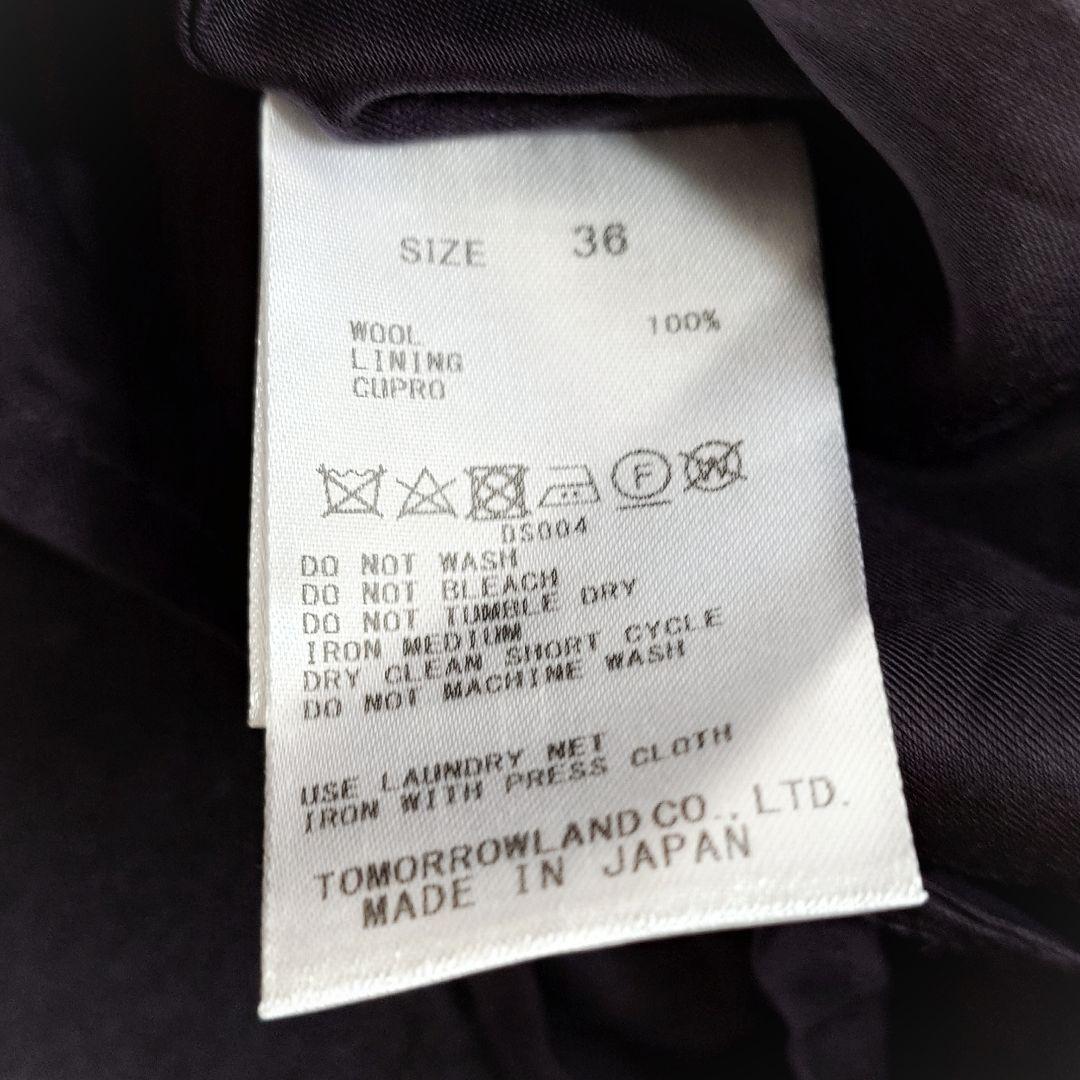 SIZE 36
WOOL 100%
LINING
CUPRO
F W
DS004
DO NOT WASH
DO NOT BLEACH
DO NOT TUMBLE DRY
IRON MEDIUM
DRY CLEAN SHORT CYCLE
DO NOT MACHINE WASH
USE LAUNDRY NET
IRON WITH PRESS CLOTH
TOMORROWLAND CO., LTD.
MADE IN JAPAN